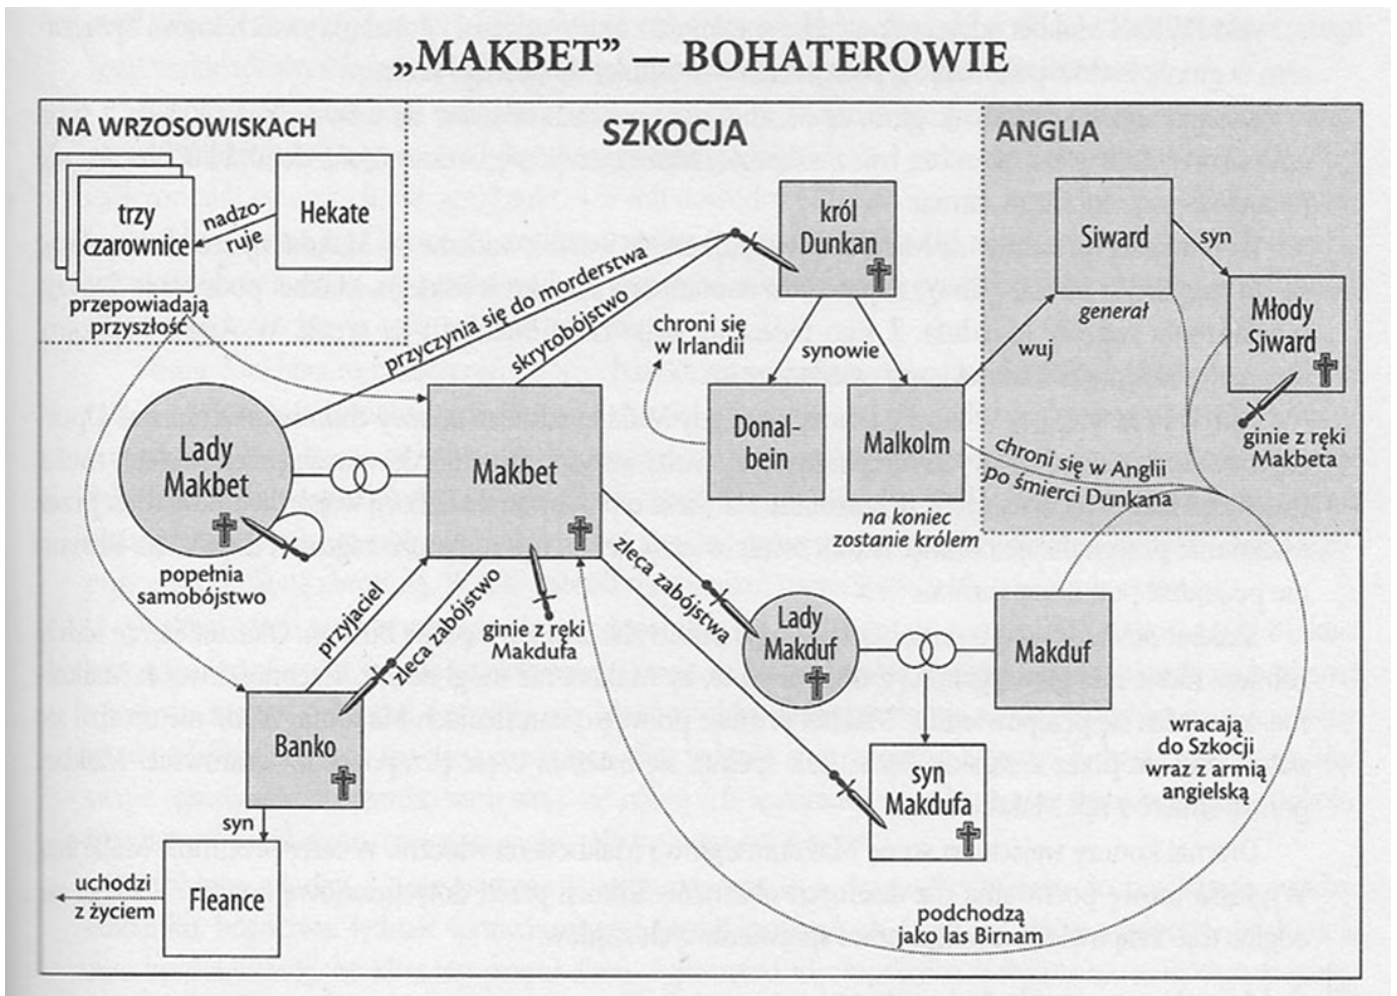 „MAKBET” — BOHATEROWIE
NA WRZOSOWISKACH
SZKOCJA
ANGLIA
trzy
czarownice
nadzo-
ruje
Hekate
przepowiadają
przyszłość
król
Dunkan
Siward
generał
syn
Młody
Siward
ginie z ręki
Makbeta
przyczynia się do morderstwa
skrytobójstwo
chroni się
w Irlandii
synowie
wuj
Lady
Makbet
popełnia
samobójstwo
Makbet
ginie z ręki
Makdufa
Donal-
bein
Malkolm
na koniec
zostanie królem
chroni się w Anglii
po śmierci Dunkana
przyjaciel
zleca zabójstwo
zlęca zabójstwa
Lady
Makduf
Makduf
Banko
syn
Makdufa
wracają
do Szkocji
wraz z armią
angielską
syn
Fleance
uchodzi
z życiem
podchodzą
jako las Birnam